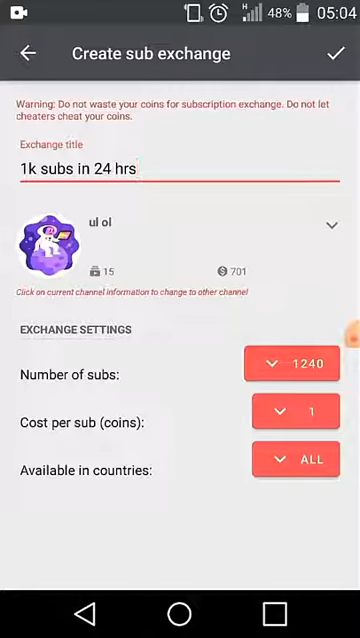 48% 05:04
Create sub exchange
Warning: Do not waste your coins for subscription exchange. Do not let
cheaters cheat your coins.
Exchange title
1k subs in 24 hrs
ul ol
15 701
Click on current channel information to change to other channel
EXCHANGE SETTINGS
Number of subs: 1240
Cost per sub (coins): 1
Available in countries: ALL